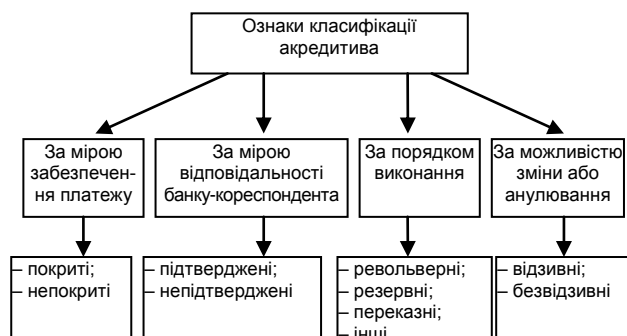 Ознаки класифікації
акредитива
За мірою
забезпечен-
ня платежу
За мірою
відповідальності
банку-кореспондента
За порядком
виконання
За можливістю
зміни або
анулювання
– покриті;
– непокриті
– підтверджені;
– непідтверджені
– револьверні;
– резервні;
– переказні;
– інші
– відзивні;
– безвідзивні